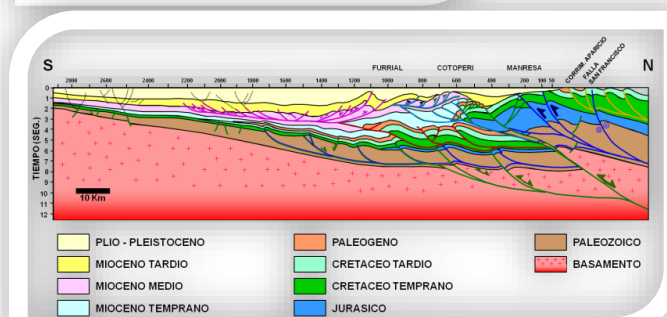 S
N
FURRIAL
COTOPERI
MANRESA
CORRIM. APARICIO
FALLA
SAN FRANCISCO
2800 2600 2400 2200 2000 1800 1600 1400 1200 1000 800 600 400 200 100 50
TIEMPO (SEG.)
0
1
2
3
4
5
6
7
8
9
10
11
12
10 Km
PLIO - PLEISTOCENO
MIOCENO TARDIO
MIOCENO MEDIO
MIOCENO TEMPRANO
PALEOGENO
CRETACEO TARDIO
CRETACEO TEMPRANO
JURASICO
PALEOZOICO
BASAMENTO